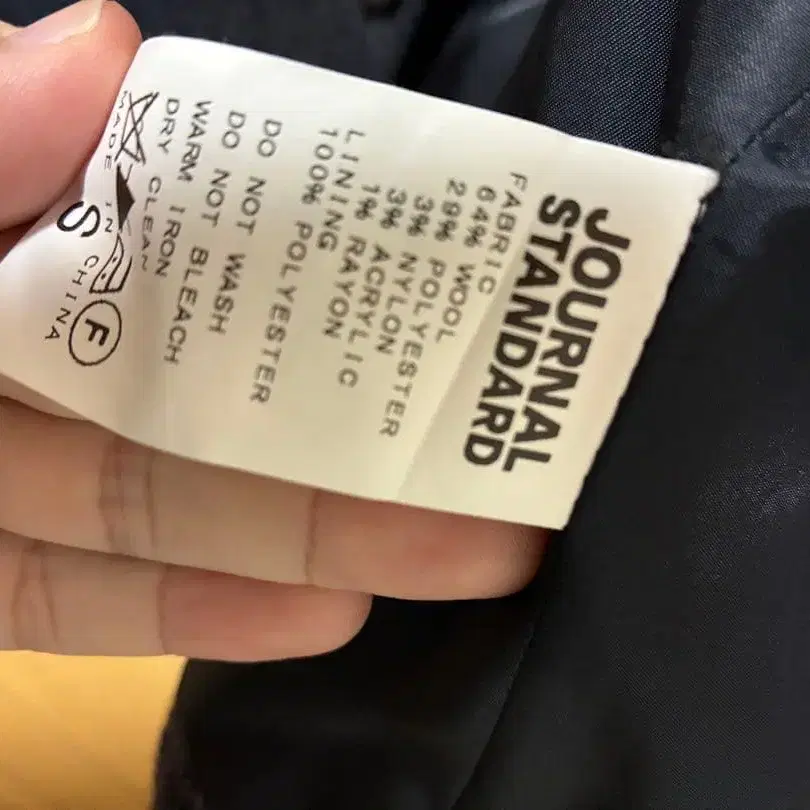 JOURNAL
STANDARD
FABRIC
64% WOOL
29% POLYESTER
3% NYLON
3% ACRYLIC
1% RAYON
LINING
100% POLYESTER
DO NOT WASH
DO NOT BLEACH
WARM IRON
DRY CLEAN
F
S
MADE IN CHINA